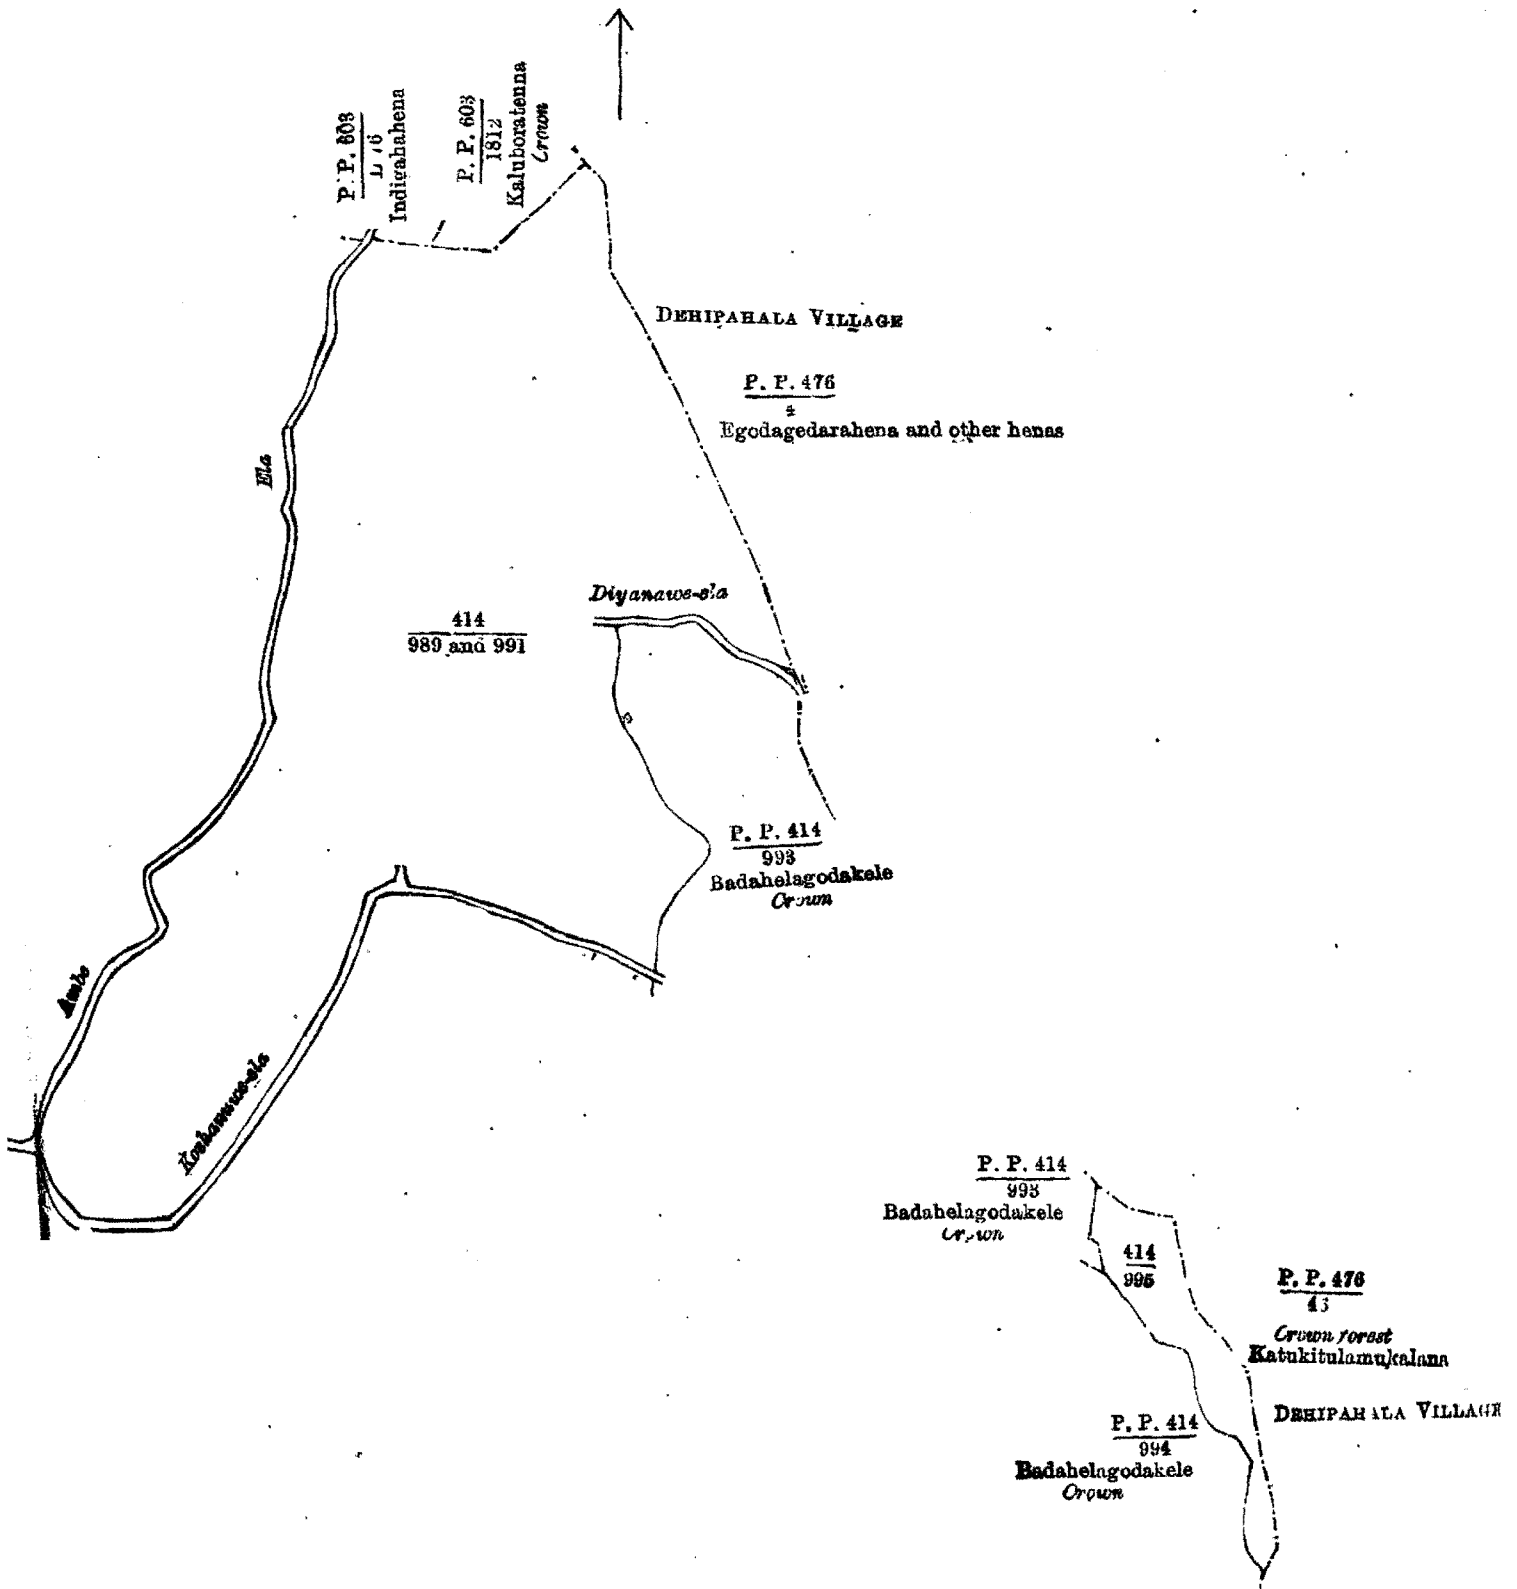 P. P. 603
Indigahahena
P. P. 603
1812
Kaluboratenna
Crown
DEHIPAHALA VILLAGE
P. P. 476
4
Egodagedarahena and other henas
Ela
Diyanawe-ela
414
989 and 991
P. P. 414
993
Badahelagodakele
Crown
Ambe
P. P. 414
993
Badahelagodakele
Crown
414
995
P. P. 476
Crown forest
Katukitulamukalana
DEHIPAHALA VILLAGE
P. P. 414
994
Badahelagodakele
Crown